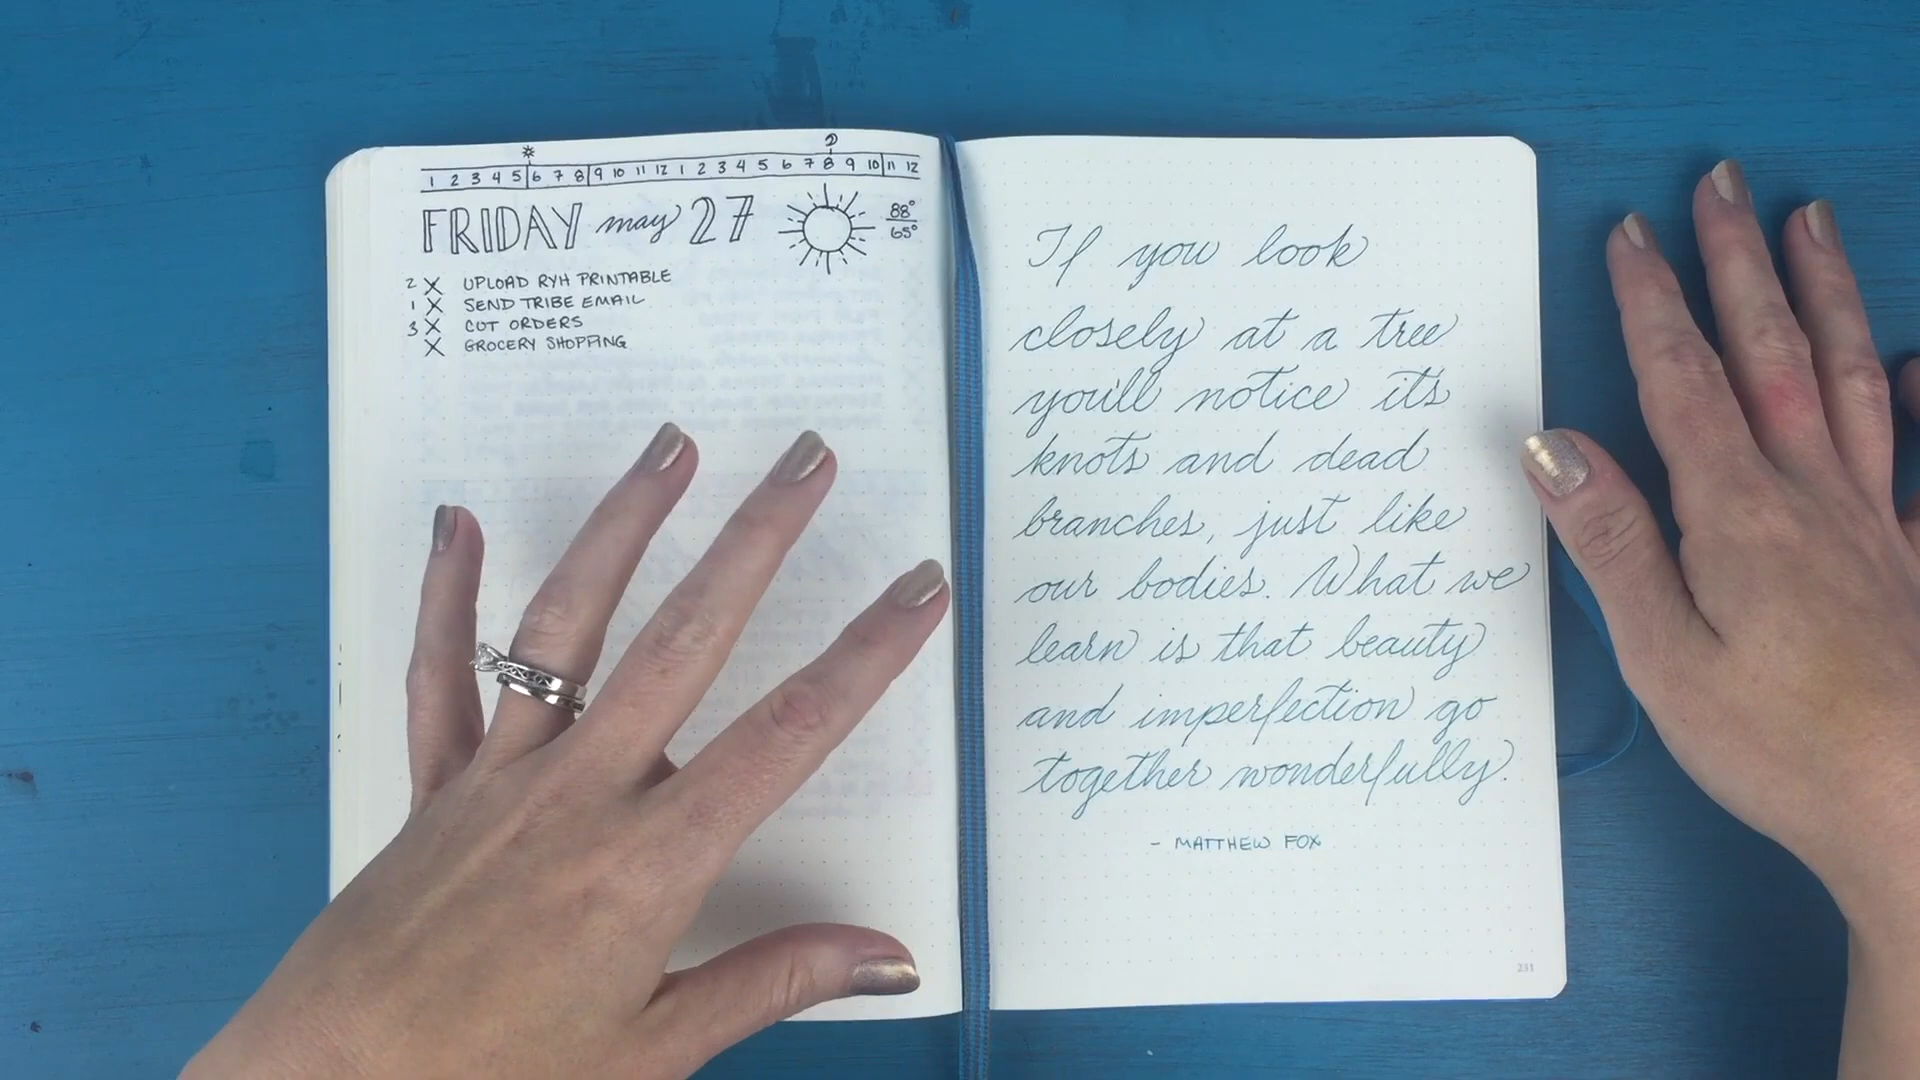 1 2 3 4 5 6 7 8 9 10 11 12 1 2 3 4 5 6 7 8 9 10 11 12
FRIDAY may 27
88°
65°
2 X UPLOAD RYH PRINTABLE
1 X SEND TRIBE EMAIL
3 X CUT ORDERS
X GROCERY SHOPPING
If you look
closely at a tree
you'll notice it's
knots and dead
branches, just like
our bodies. What we
learn is that beauty
and imperfection go
together wonderfully.
- MATTHEW FOX
231